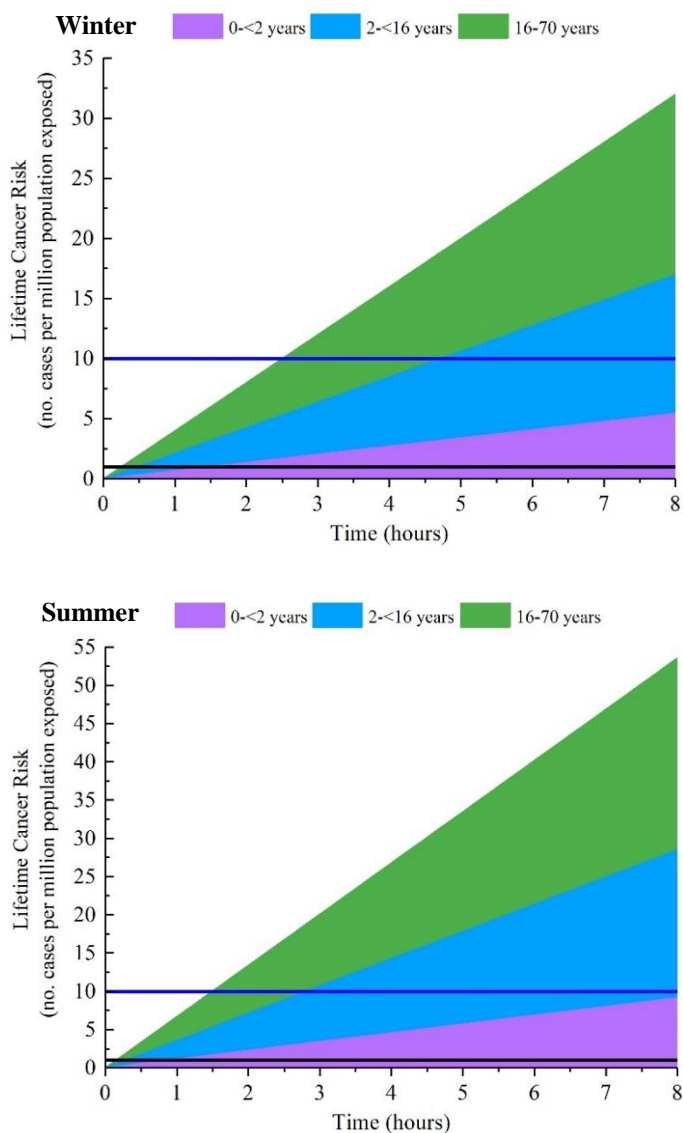 Winter 0-<2 years 2-<16 years 16-70 years
35
30
25
20
15
10
5
0
Lifetime Cancer Risk
(no. cases per million population exposed)
0 1 2 3 4 5 6 7 8
Time (hours)
Summer 0-<2 years 2-<16 years 16-70 years
55
50
45
40
35
30
25
20
15
10
5
0
Lifetime Cancer Risk
(no. cases per million population exposed)
0 1 2 3 4 5 6 7 8
Time (hours)